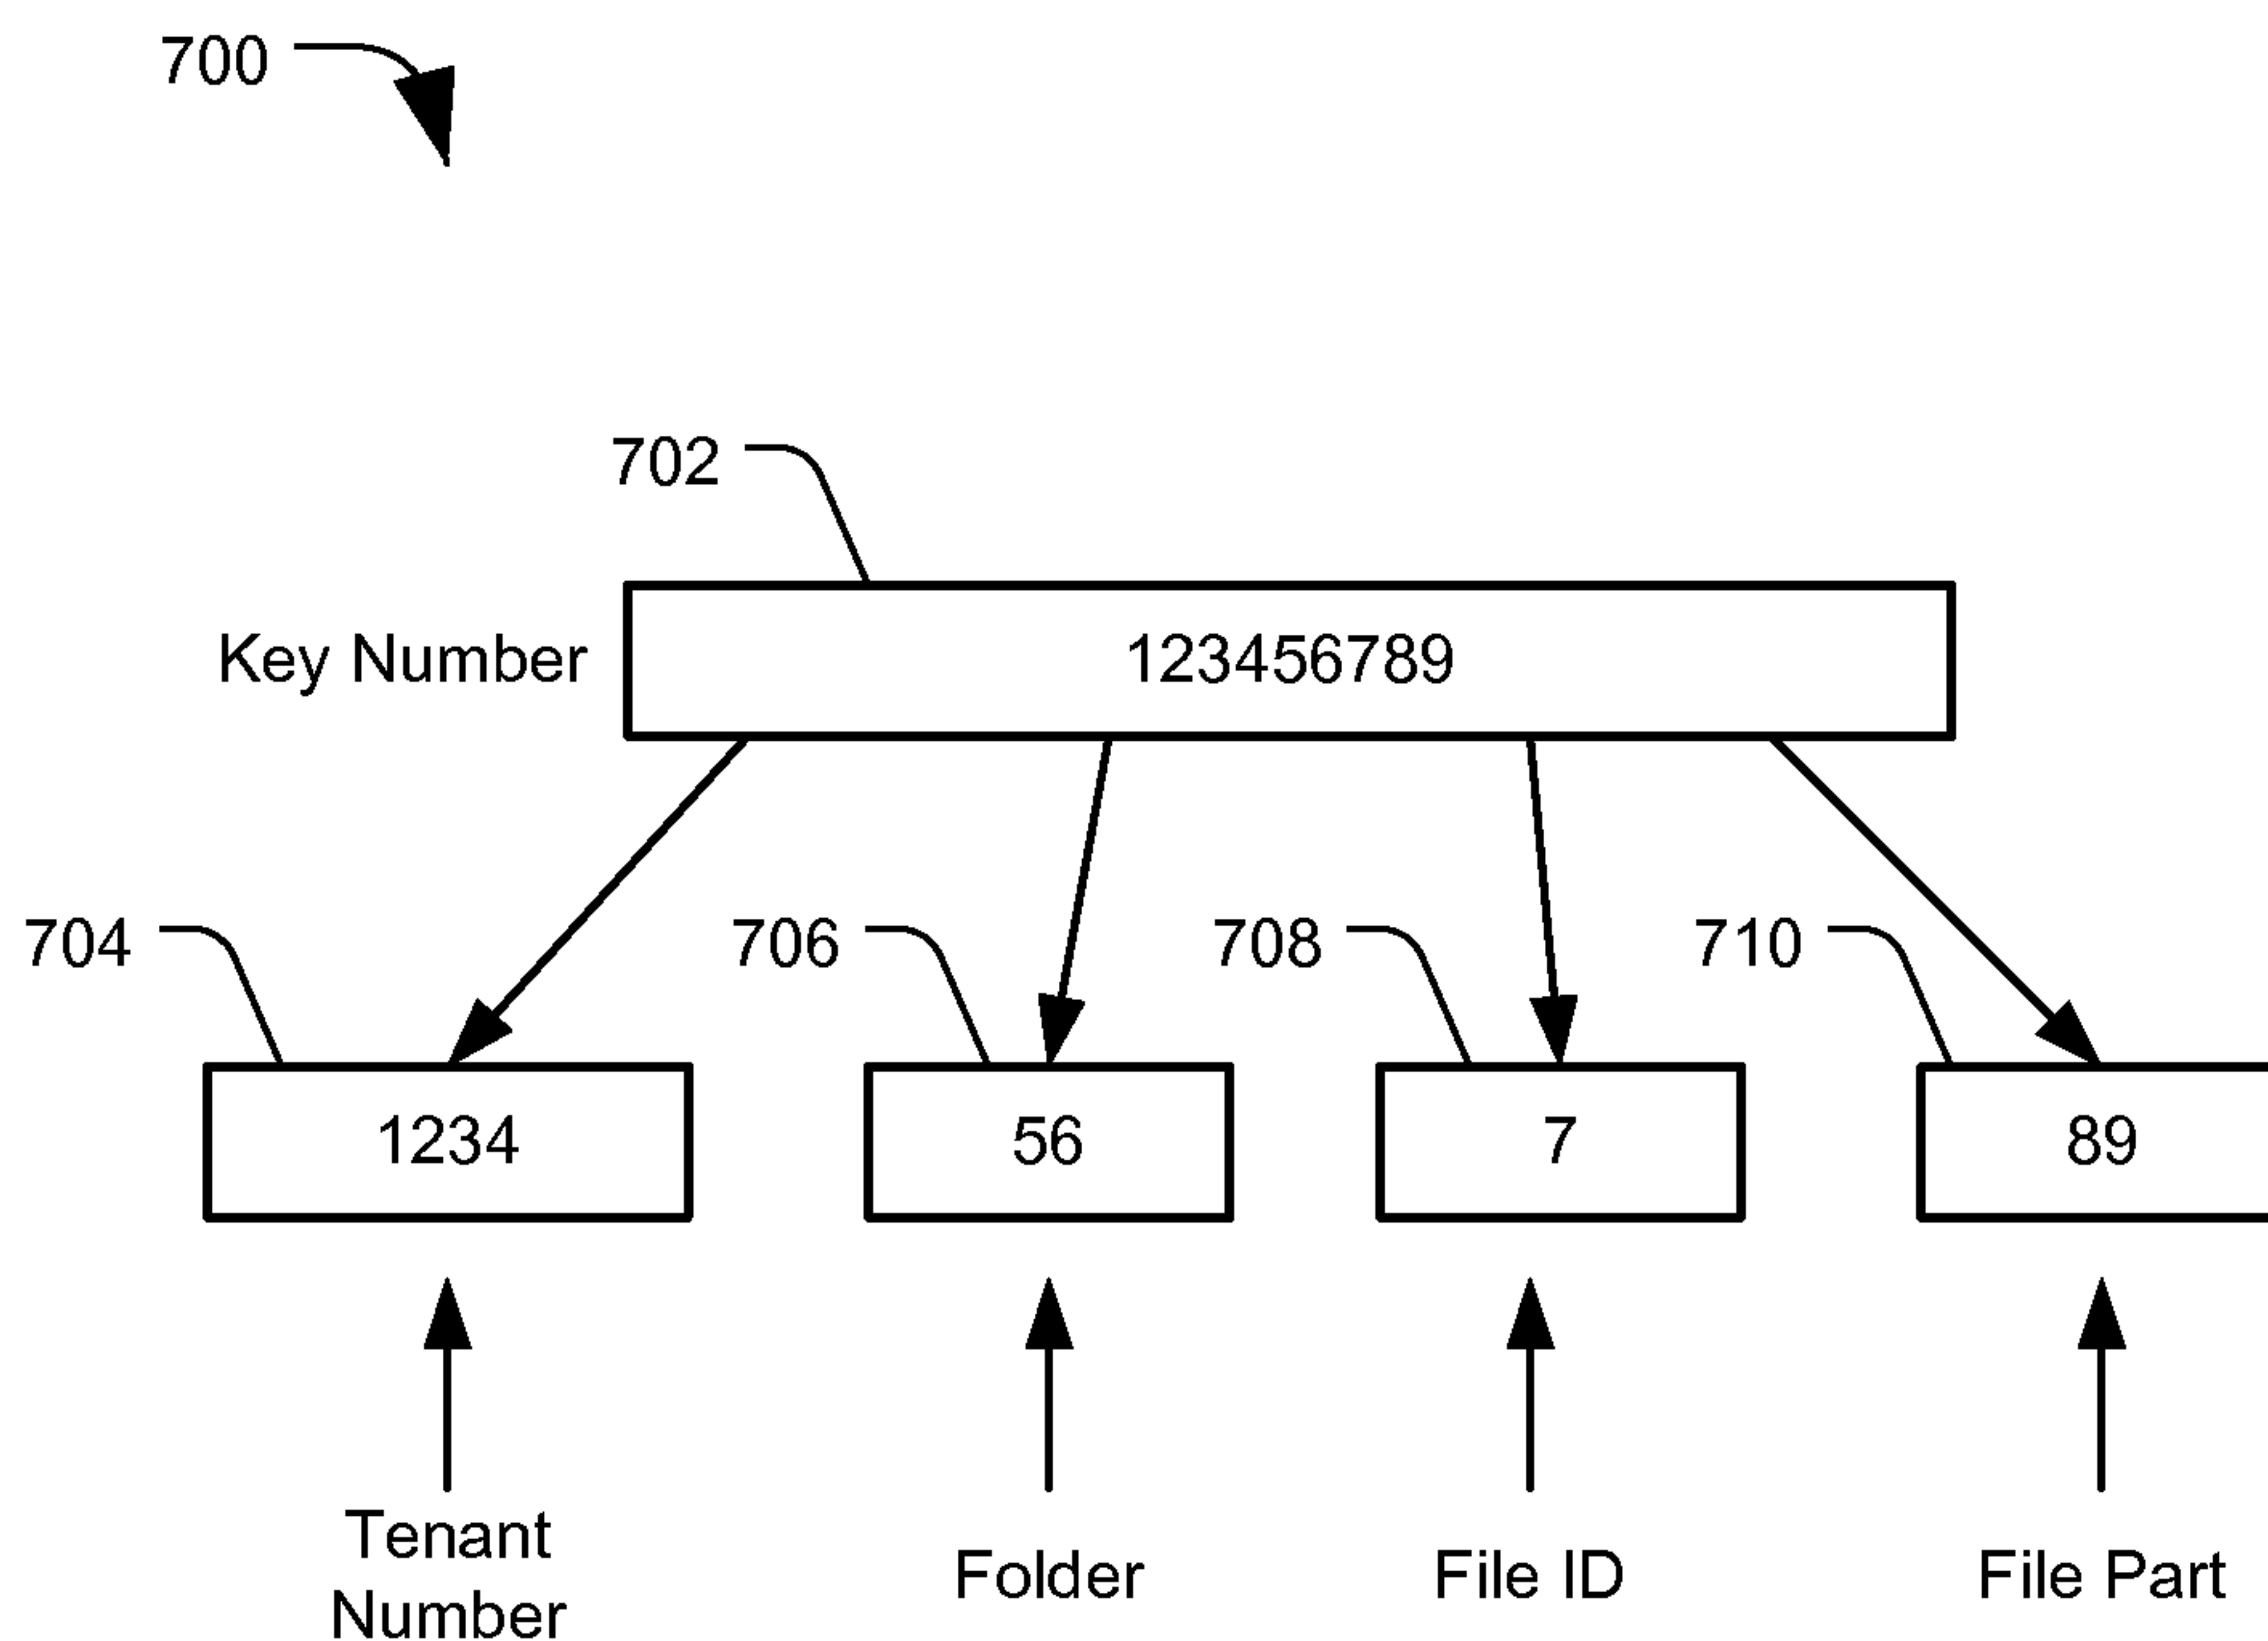 700
702
Key Number
123456789
704
706
708
710
1234
56
7
89
Tenant
Number
Folder
File ID
File Part